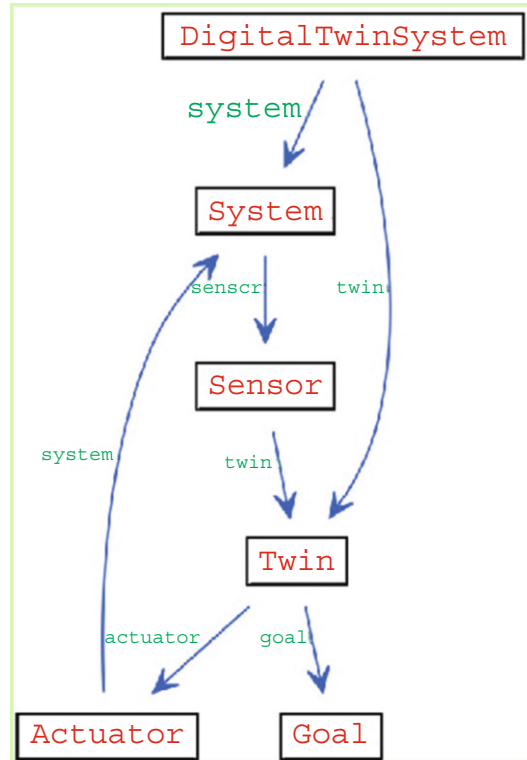 DigitalTwinSystem
system
System
senscr
twin
Sensor
system
twin
Twin
actuator
goal
Actuator
Goal